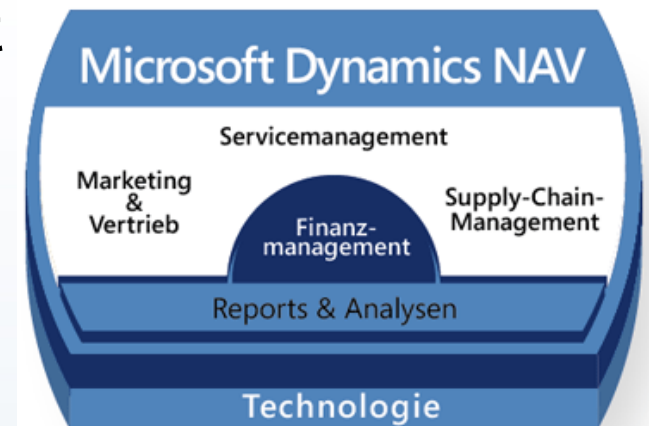 Microsoft Dynamics NAV
Servicemanagement
Marketing
&
Vertrieb
Finanz-
management
Supply-Chain-
Management
Reports & Analysen
Technologie